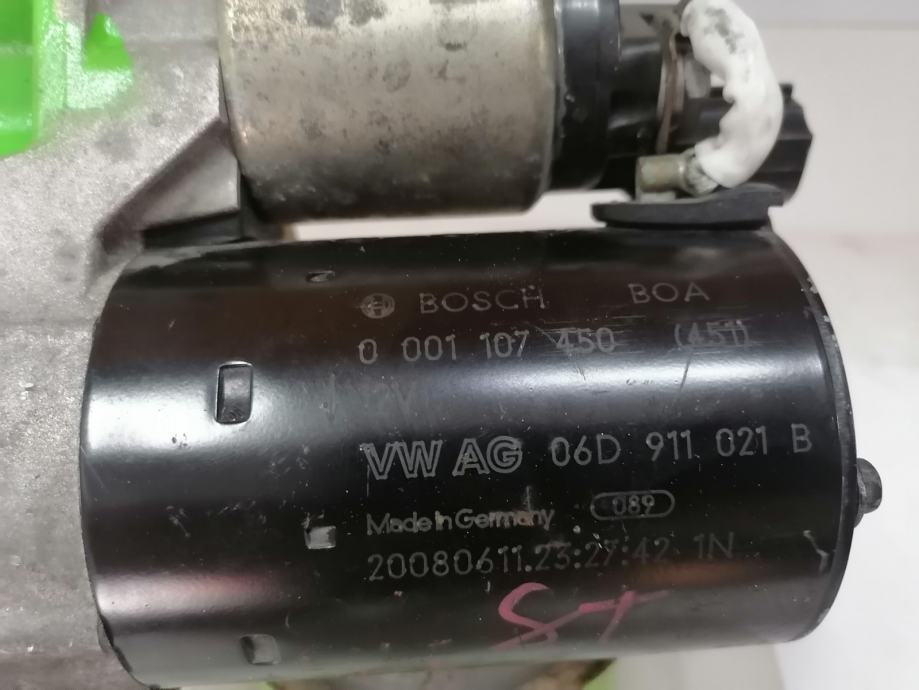 BOSCH BOA
0 001 107 450 (451)
VW AG 06D 911 021 B
Made in Germany 089
20080611.23:27:42 1N